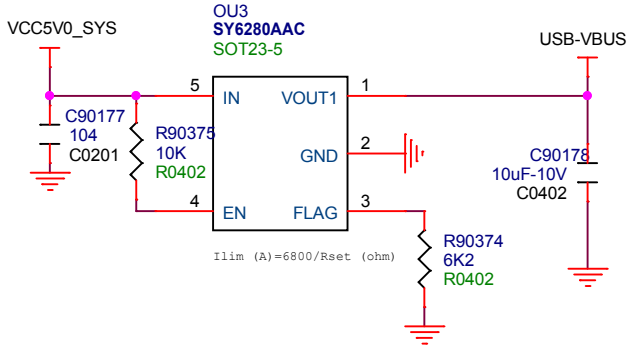 OU3
SY6280AAC
SOT23-5
VCC5V0_SYS
USB-VBUS
5
IN
VOUT1
1
C90177
104
C0201
R90375
10K
R0402
GND
2
C90178
10uF-10V
C0402
4
EN
FLAG
3
R90374
6K2
R0402
Ilim (A)=6800/Rset (ohm)